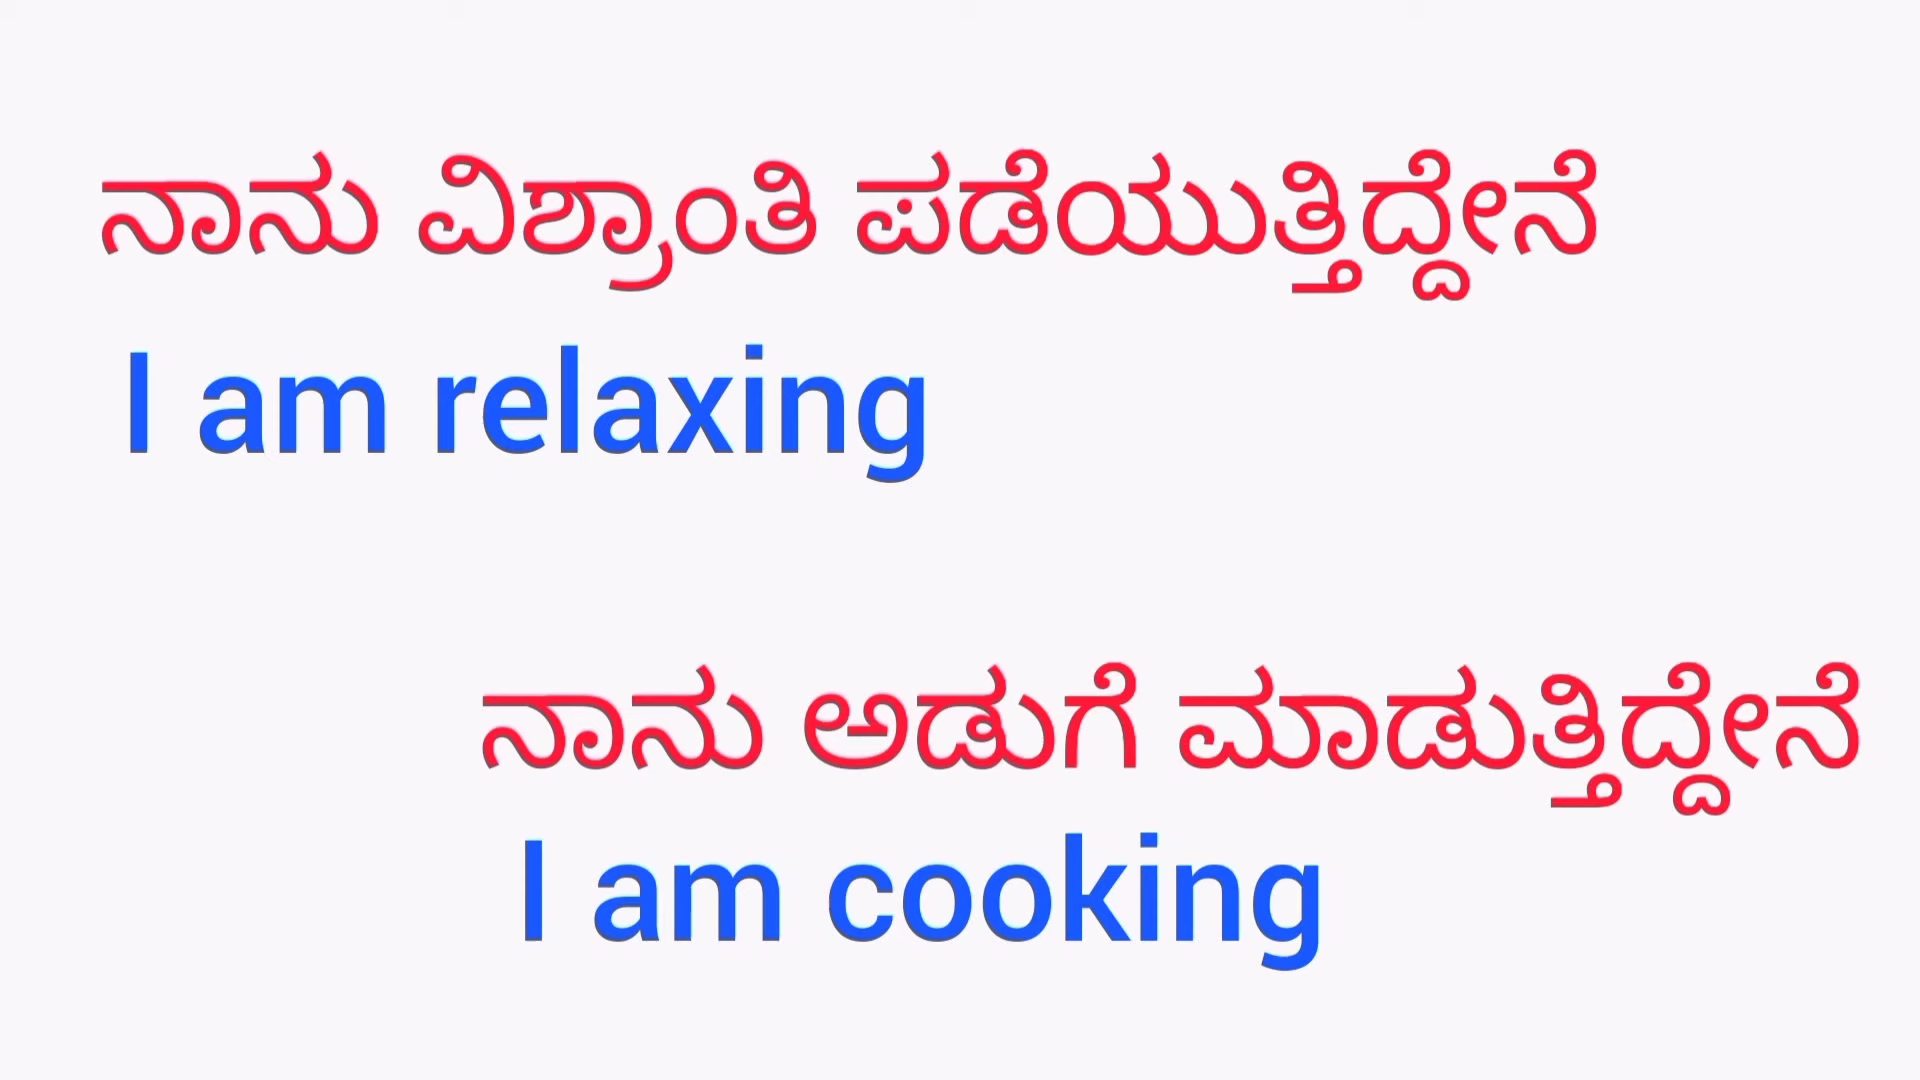 ನಾನು ವಿಶ್ರಾಂತಿ ಪಡೆಯುತ್ತಿದ್ದೇನೆ
I am relaxing
ನಾನು ಅಡುಗೆ ಮಾಡುತ್ತಿದ್ದೇನೆ
I am cooking